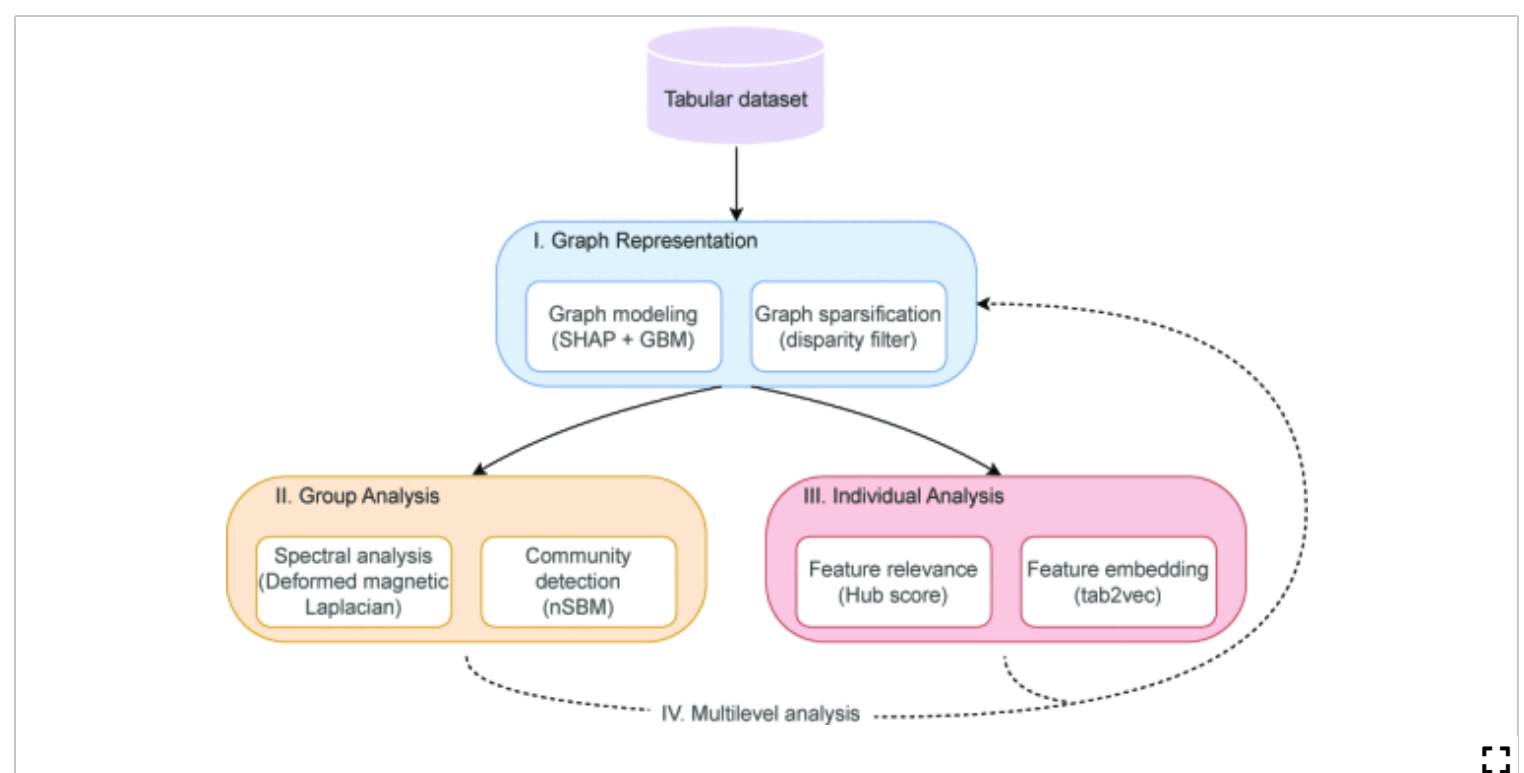 Tabular dataset
I. Graph Representation
Graph modeling
(SHAP + GBM)
Graph sparsification
(disparity filter)
II. Group Analysis
Spectral analysis
(Deformed magnetic
Laplacian)
Community
detection
(nSBM)
III. Individual Analysis
Feature relevance
(Hub score)
Feature embedding
(tab2vec)
IV. Multilevel analysis